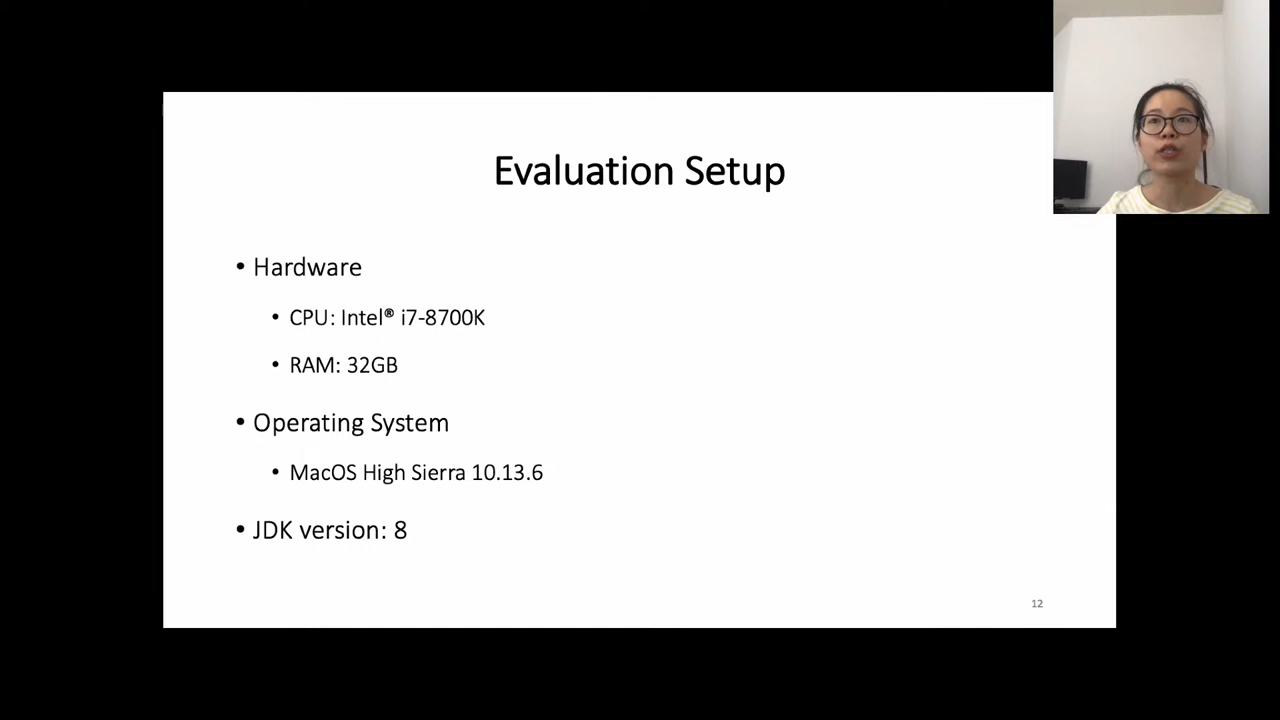 Evaluation Setup
• Hardware
• CPU: Intel® i7-8700K
• RAM: 32GB
• Operating System
• MacOS High Sierra 10.13.6
• JDK version: 8
12